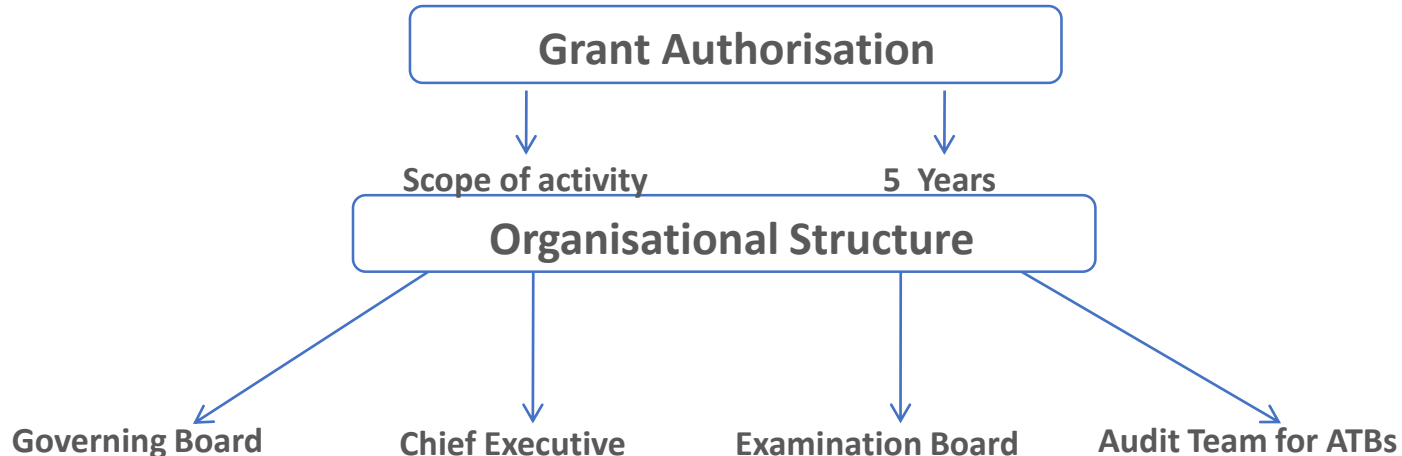 Grant Authorisation
Scope of activity 5 Years
Organisational Structure
Governing Board Chief Executive Examination Board Audit Team for ATBs